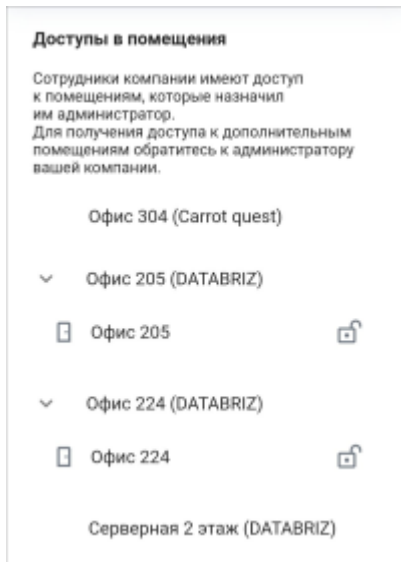 Доступы в помещения
Сотрудники компании имеют доступ
к помещениям, которые назначил
им администратор.
Для получения доступа к дополнительным
помещениям обратитесь к администратору
вашей компании.
Офис 304 (Carrot quest)
Офис 205 (DATABRIZ)
Офис 205
Офис 224 (DATABRIZ)
Офис 224
Серверная 2 этаж (DATABRIZ)